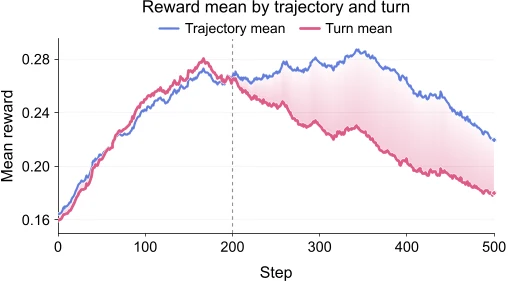 Reward mean by trajectory and turn
Trajectory mean
Turn mean
Mean reward
0.28
0.24
0.20
0.16
0
100
200
300
400
500
Step